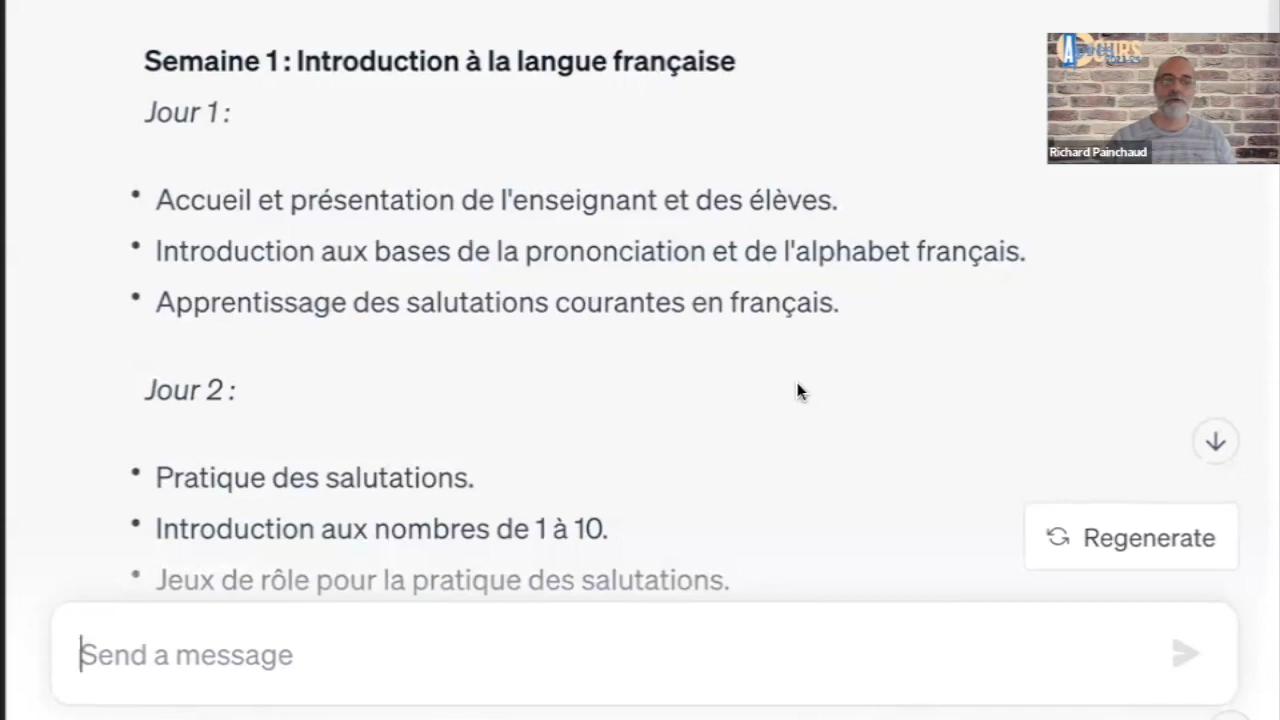 Semaine 1 : Introduction à la langue française
Jour 1 :
• Accueil et présentation de l'enseignant et des élèves.
• Introduction aux bases de la prononciation et de l'alphabet français.
• Apprentissage des salutations courantes en français.
Jour 2 :
• Pratique des salutations.
• Introduction aux nombres de 1 à 10.
• Jeux de rôle pour la pratique des salutations.
Regenerate
Send a message
Richard Painchaud